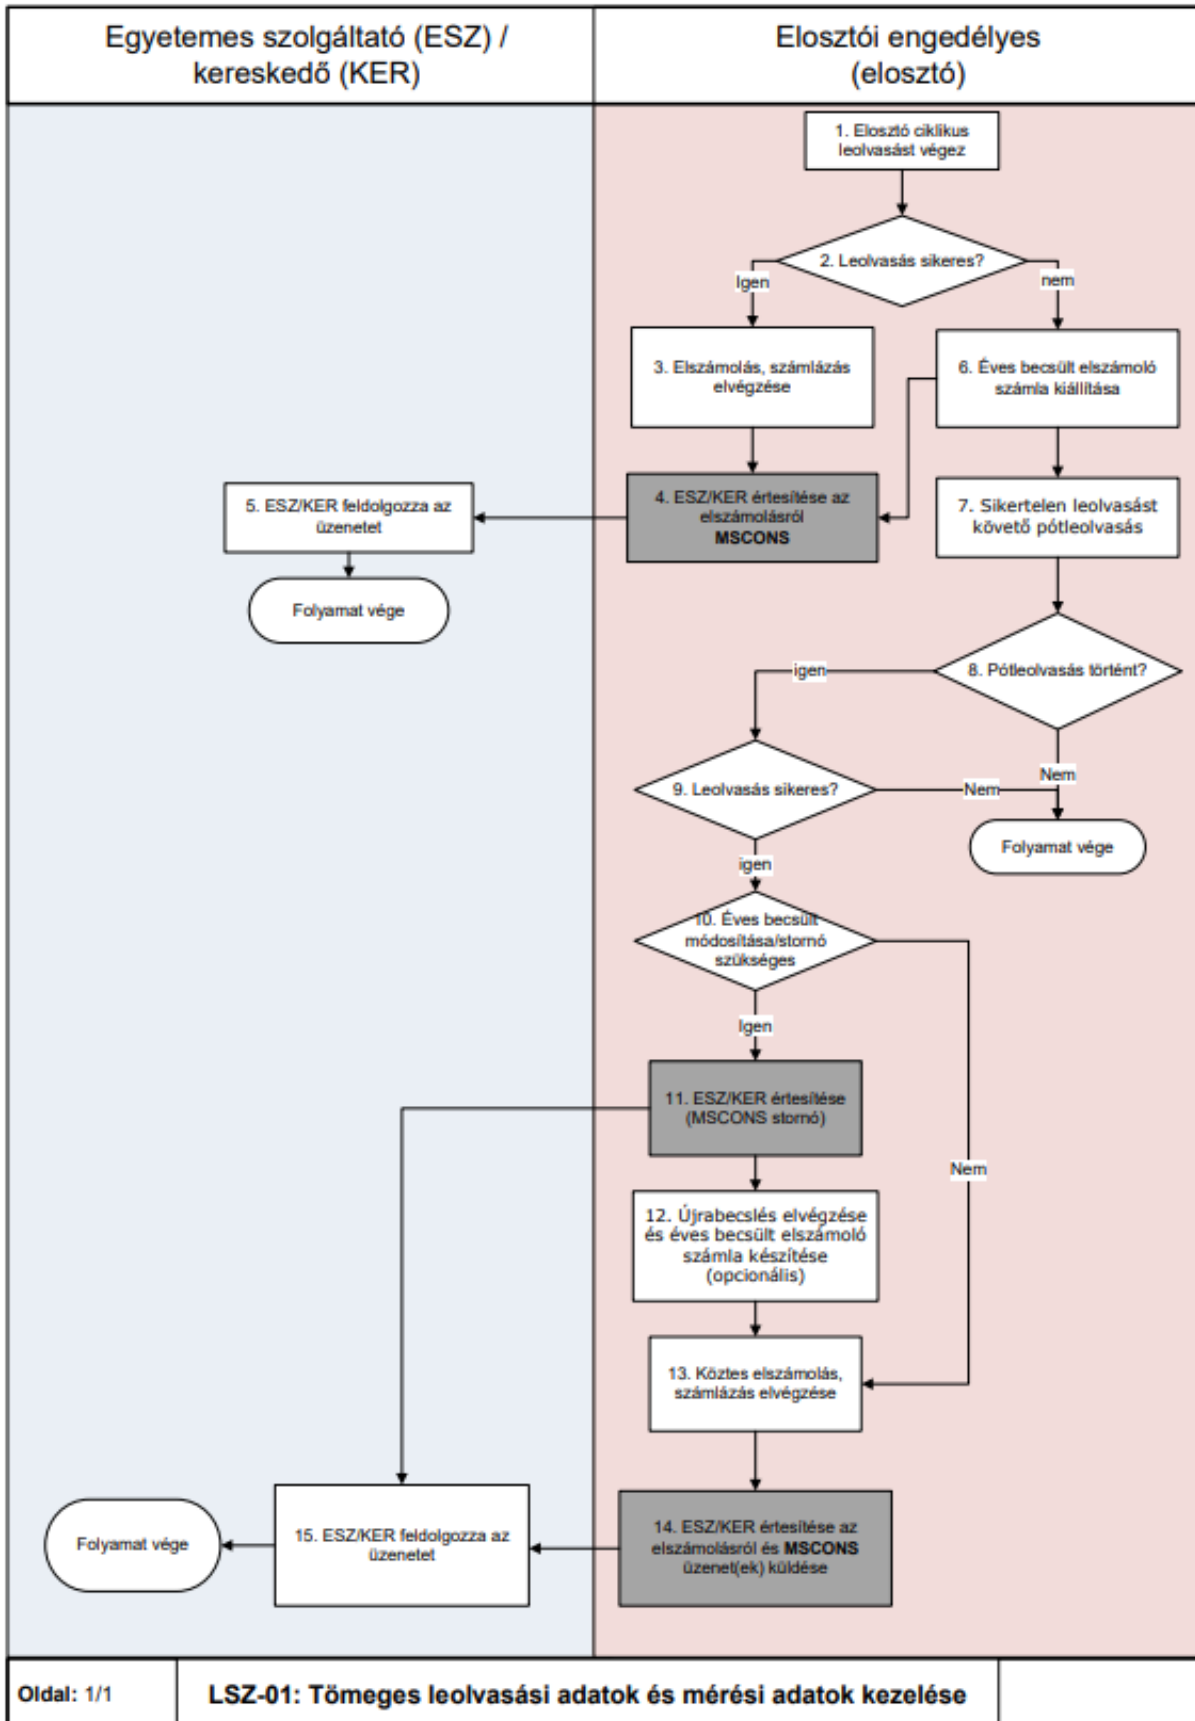 Egyetemes szolgáltató (ESZ) /
kereskedő (KER)
Elosztói engedélyes
(elosztó)
1. Elosztó ciklikus
leolvasást végez
2. Leolvasás sikeres?
Igen
nem
3. Elszámolás, számlázás
elvégzése
6. Éves becsült elszámoló
számla kiállítása
5. ESZ/KER feldolgozza az
üzenetet
4. ESZ/KER értesítése az
elszámolásról
MSCONS
7. Sikertelen leolvasást
követő pótleolvasás
Folyamat vége
8. Pótleolvasás történt?
igen
Nem
9. Leolvasás sikeres?
Nem
Folyamat vége
igen
10. Éves becsült
módosítása/stornó
szükséges
Igen
11. ESZ/KER értesítése
(MSCONS stornó)
Nem
12. Újrabecslés elvégzése
és éves becsült elszámoló
számla készítése
(opcionális)
13. Köztes elszámolás,
számlázás elvégzése
Folyamat vége
15. ESZ/KER feldolgozza az
üzenetet
14. ESZ/KER értesítése az
elszámolásról és MSCONS
üzenet(ek) küldése
Oldal: 1/1
LSZ-01: Tömeges leolvasási adatok és mérési adatok kezelése